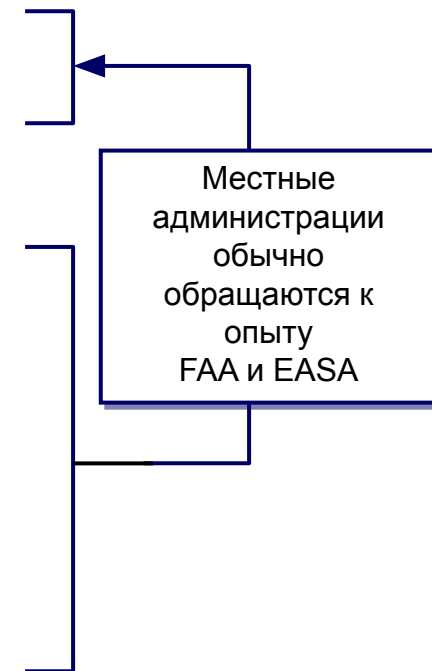 Местные
администрации
обычно
обращаются к
опыту
FAA и EASA